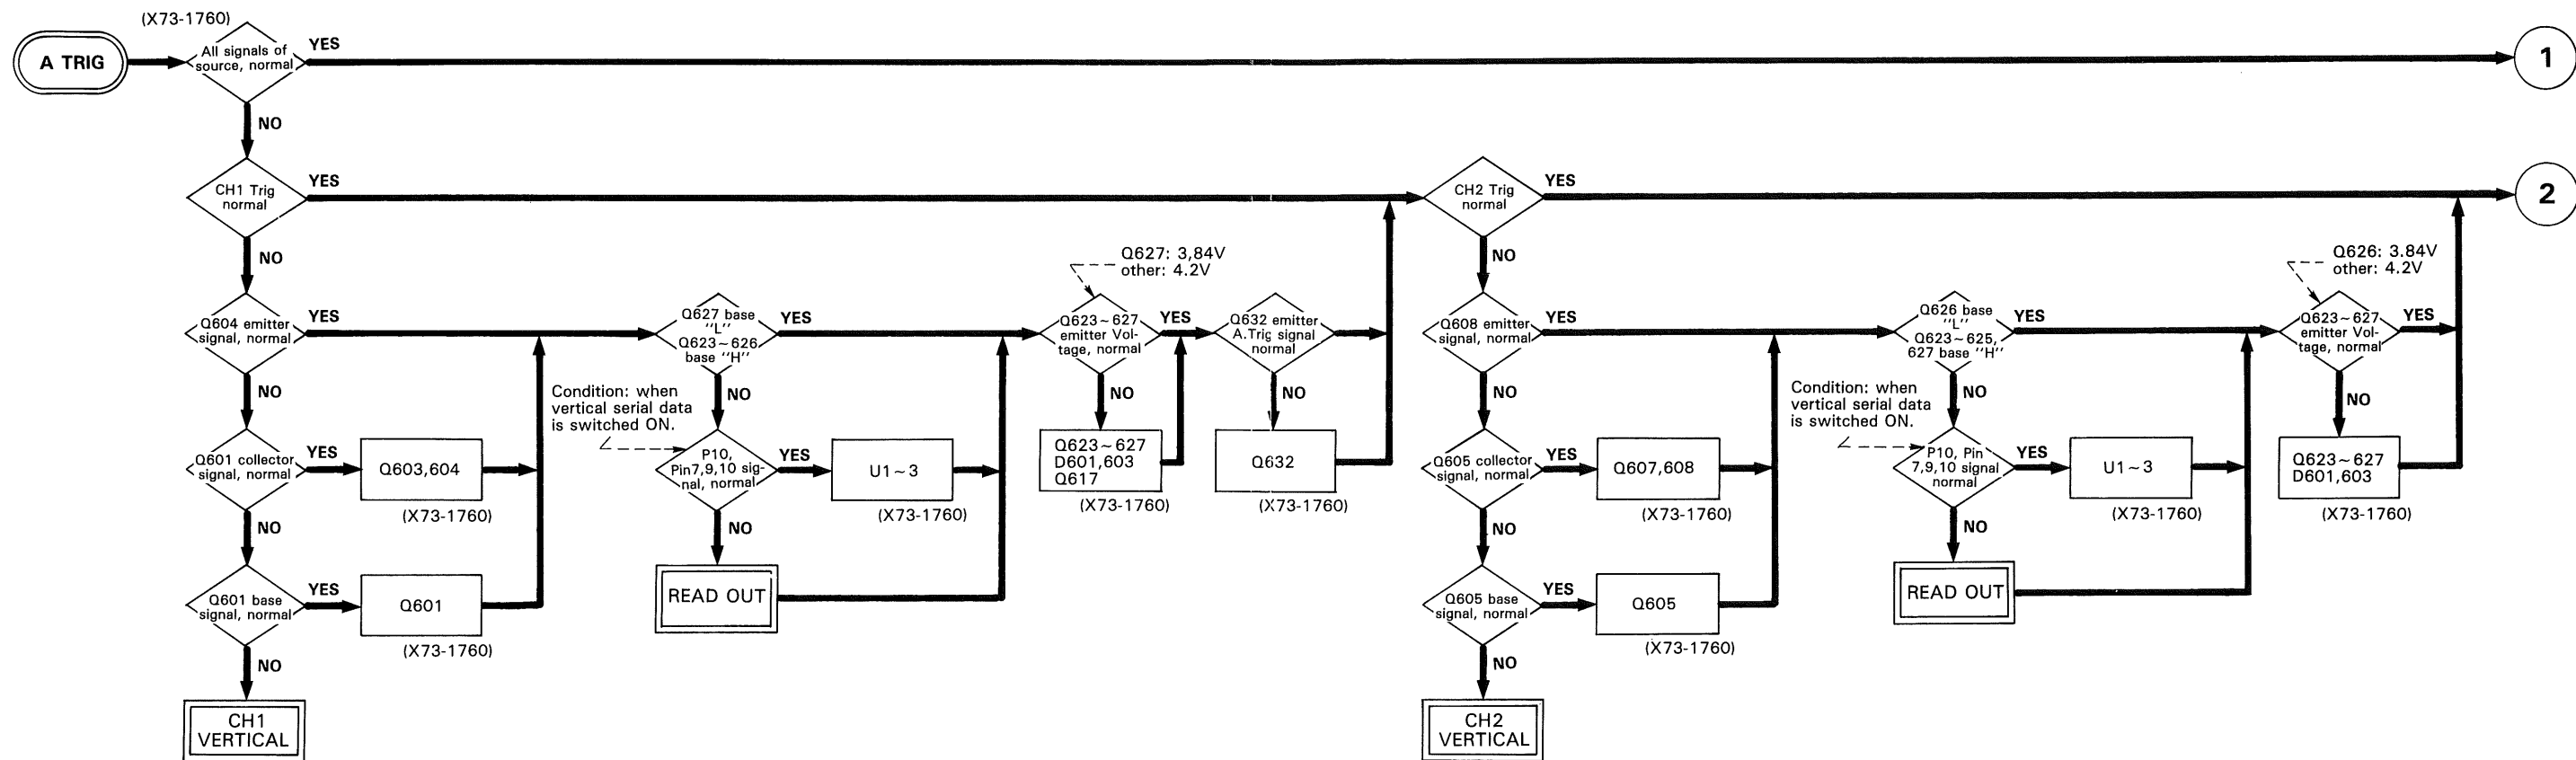 (X73-1760)
A TRIG
All signals of
source, normal
YES
1
NO
CH1 Trig
normal
YES
NO
Q604 emitter
signal, normal
YES
NO
Q601 collector
signal, normal
YES
Q603,604
(X73-1760)
NO
Q601 base
signal, normal
YES
Q601
(X73-1760)
NO
CH1
VERTICAL
Q627 base
"L"
Q623~626
base "H"
YES
NO
Condition: when
vertical serial data
is switched ON.
P10,
Pin7,9,10 sig-
nal, normal
YES
U1~3
(X73-1760)
NO
READ OUT
Q627: 3,84V
other: 4.2V
Q623~627
emitter Vol-
tage, normal
YES
NO
Q623~627
D601,603
Q617
(X73-1760)
Q632 emitter
A.Trig signal
normal
NO
Q632
(X73-1760)
CH2 Trig
normal
YES
2
NO
Q608 emitter
signal, normal
YES
NO
Q605 collector
signal, normal
YES
Q607,608
(X73-1760)
NO
Q605 base
signal, normal
YES
Q605
(X73-1760)
NO
CH2
VERTICAL
Q626 base
"L"
Q623~625,
627 base "H"
YES
NO
Condition: when
vertical serial data
is switched ON.
P10, Pin
7,9,10 signal
normal
YES
U1~3
(X73-1760)
NO
READ OUT
Q626: 3.84V
other: 4.2V
Q623~627
emitter Vol-
tage, normal
YES
NO
Q623~627
D601,603
(X73-1760)